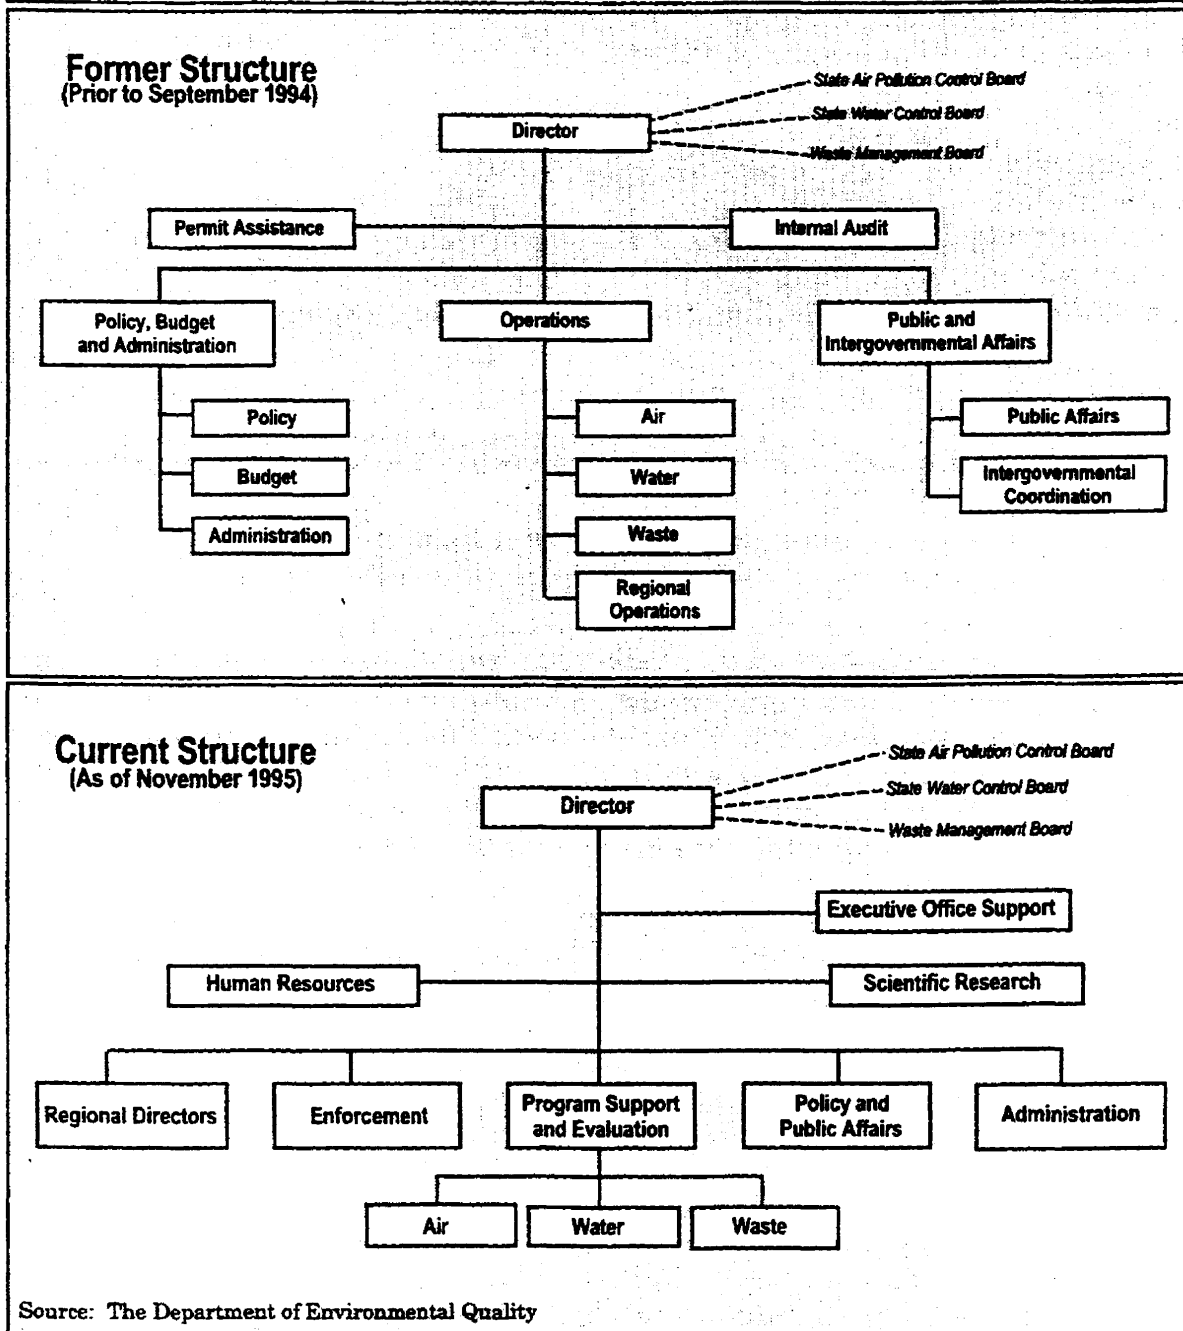 Former Structure
(Prior to September 1994)
State Air Pollution Control Board
State Water Control Board
Waste Management Board
Director
Permit Assistance
Internal Audit
Policy, Budget
and Administration
Operations
Public and
Intergovernmental Affairs
Policy
Budget
Administration
Air
Water
Waste
Regional
Operations
Public Affairs
Intergovernmental
Coordination
Current Structure
(As of November 1995)
State Air Pollution Control Board
State Water Control Board
Waste Management Board
Director
Executive Office Support
Human Resources
Scientific Research
Regional Directors
Enforcement
Program Support
and Evaluation
Policy and
Public Affairs
Administration
Air
Water
Waste
Source: The Department of Environmental Quality